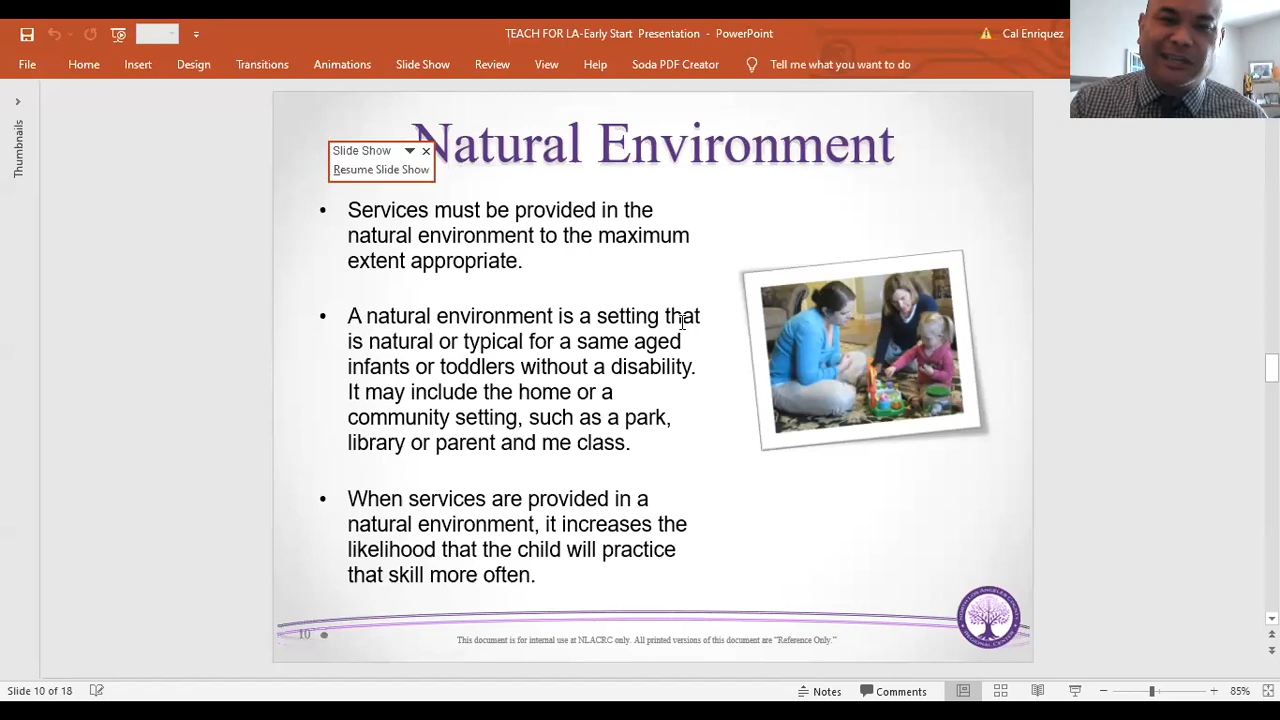 TEACH FOR LA-Early Start Presentation - PowerPoint
Cal Enriquez
File Home Insert Design Transitions Animations Slide Show Review View Help Soda PDF Creator Tell me what you want to do
Thumbnails
Natural Environment
Slide Show
Resume Slide Show
• Services must be provided in the
natural environment to the maximum
extent appropriate.
• A natural environment is a setting that
is natural or typical for a same aged
infants or toddlers without a disability.
It may include the home or a
community setting, such as a park,
library or parent and me class.
• When services are provided in a
natural environment, it increases the
likelihood that the child will practice
that skill more often.
10
This document is for internal use at NLACRC only. All printed versions of this document are “Reference Only.”
NORTH LOS ANGELES COUNTY
REGIONAL CENTER
Slide 10 of 18
Notes Comments 85%